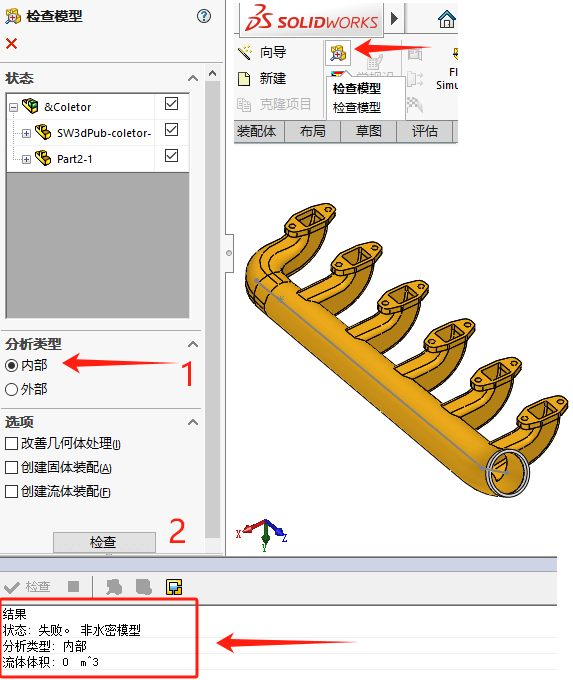 检查模型
状态
&Coletor
SW3dPub-coletor-
Part2-1
分析类型
内部
1
外部
选项
改善几何体处理(I)
创建固体装配(A)
创建流体装配(F)
检查
2
SOLIDWORKS
向导
新建
克隆项目
检查模型
检查模型
Fl
Simu
装配体
布局
草图
评估
X
Y
Z
检查
结果
状态: 失败。 非水密模型
分析类型: 内部
流体体积: 0 m^3